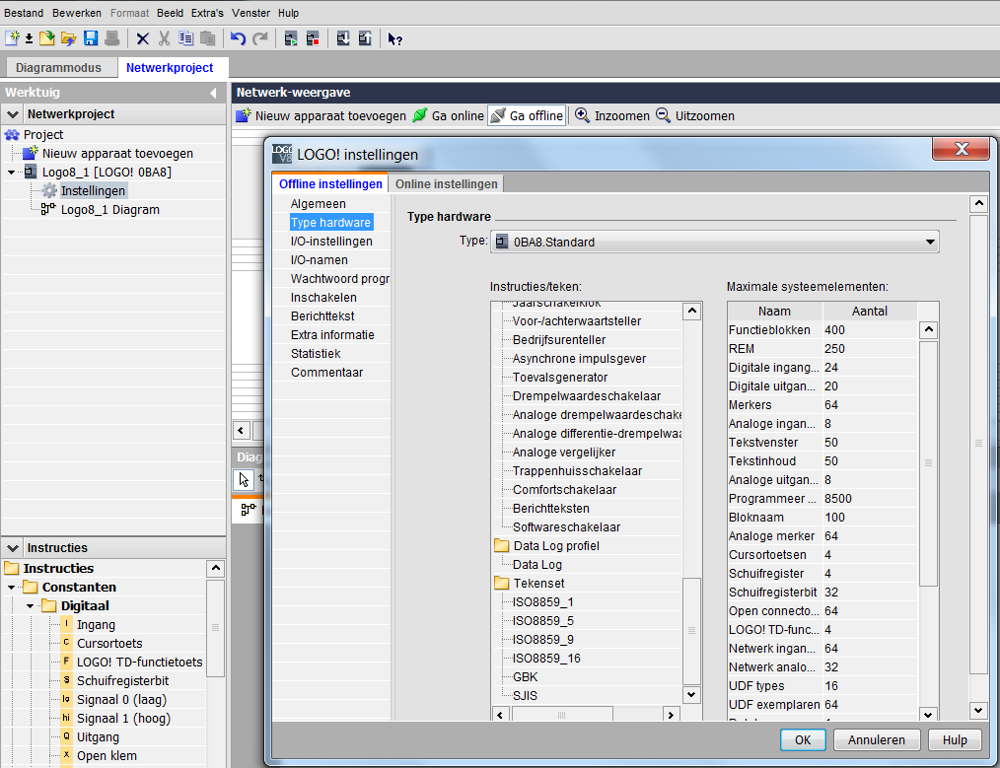 Bestand Bewerken Formaat Beeld Extra's Venster Help
Diagrammodus Netwerkproject
Werktuig
Netwerkproject
Project
Nieuw apparaat toevoegen
Logo8_1 [LOGO! 0BA8]
Instellingen
Logo8_1 Diagram
Instructies
Instructies
Constanten
Digitaal
I Ingang
C Cursortoets
F LOGO! TD-functietoets
S Schuifregisterbit
lo Signaal 0 (laag)
hi Signaal 1 (hoog)
Q Uitgang
X Open klem
Netwerk-weergave
Nieuw apparaat toevoegen Ga online Ga offline Inzoomen Uitzoomen
Diag
LOGO! instellingen
Offline instellingen Online instellingen
Algemeen
Type hardware
I/O-instellingen
I/O-namen
Wachtwoord progr
Inschakelen
Berichttekst
Extra informatie
Statistiek
Commentaar
Type hardware
Type: 0BA8.Standard
Instructies/teken:
Jaarschakelklok
Voor-/achterwaartsteller
Bedrijfsurenteller
Asynchrone impulsgever
Toevalsgenerator
Drempelwaardeschakelaar
Analoge drempelwaardeschake
Analoge differentie-drempelwaa
Analoge vergelijker
Trappenhuisschakelaar
Comfortschakelaar
Berichtteksten
Softwareschakelaar
Data Log profiel
Data Log
Tekenset
ISO8859_1
ISO8859_5
ISO8859_9
ISO8859_16
GBK
SJIS
Maximale systeemelementen:
Naam Aantal
Functieblokken 400
REM 250
Digitale ingang... 24
Digitale uitgan... 20
Merkers 64
Analoge ingan... 8
Tekstvenster 50
Tekstinhoud 50
Analoge uitgan... 8
Programmeer ... 8500
Bloknaam 100
Analoge merker 64
Cursortoetsen 4
Schuifregister 4
Schuifregisterbit 32
Open connecto... 64
LOGO! TD-func... 4
Netwerk ingan... 64
Netwerk analo... 32
UDF types 16
UDF exemplaren 64
OK Annuleren Help